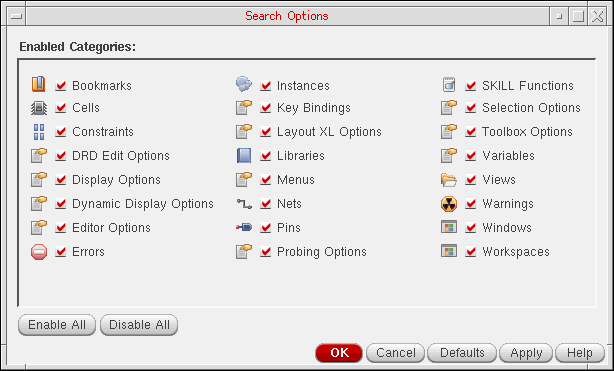 Search Options
Enabled Categories:
Bookmarks Instances SKILL Functions
Cells Key Bindings Selection Options
Constraints Layout XL Options Toolbox Options
DRD Edit Options Libraries Variables
Display Options Menus Views
Dynamic Display Options Nets Warnings
Editor Options Pins Windows
Errors Probing Options Workspaces
Enable All Disable All
OK Cancel Defaults Apply Help